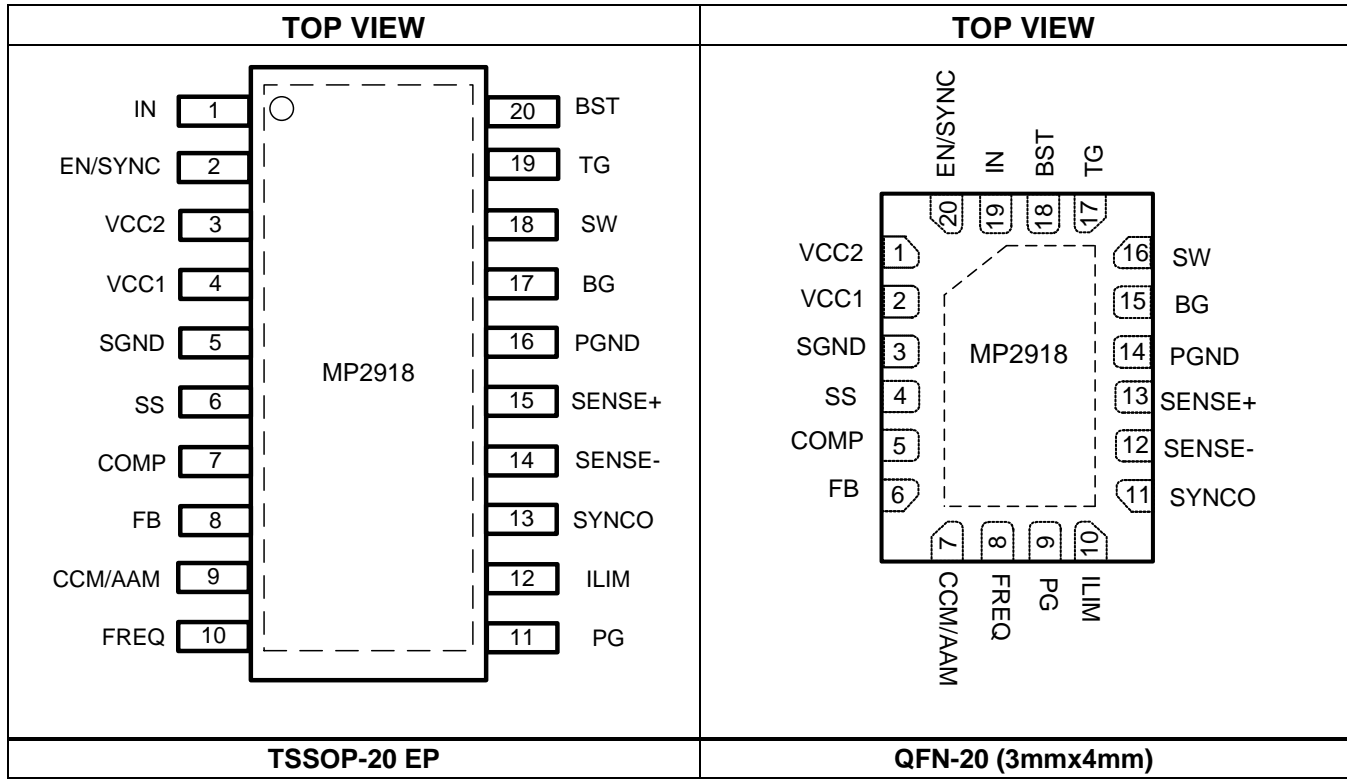 TOP VIEW
IN 1
EN/SYNC 2
VCC2 3
VCC1 4
SGND 5
SS 6
COMP 7
FB 8
CCM/AAM 9
FREQ 10
MP2918
20 BST
19 TG
18 SW
17 BG
16 PGND
15 SENSE+
14 SENSE-
13 SYNCO
12 ILIM
11 PG
TSSOP-20 EP
TOP VIEW
EN/SYNC 20
IN 19
BST 18
TG 17
VCC2 1
VCC1 2
SGND 3
SS 4
COMP 5
FB 6
MP2918
16 SW
15 BG
14 PGND
13 SENSE+
12 SENSE-
11 SYNCO
7 CCM/AAM
8 FREQ
9 PG
10 ILIM
QFN-20 (3mmx4mm)